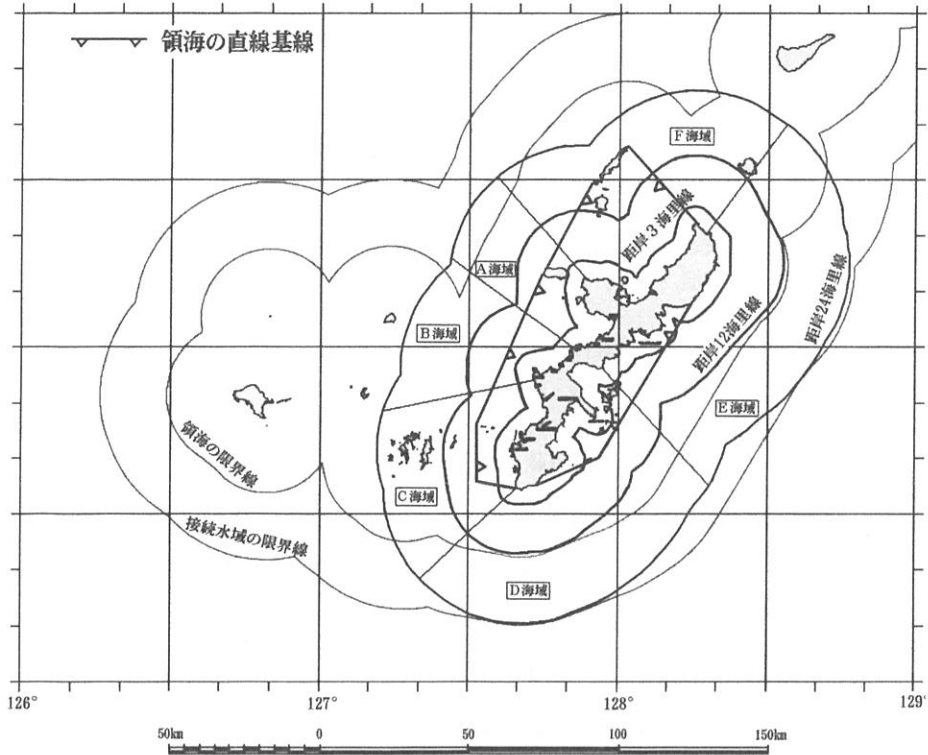 領海の直線基線
F海域
距岸3海里線
A海域
B海域
距岸24海里線
距岸12海里線
E海域
領海の限界線
C海域
接続水域の限界線
D海域
126°
127°
128°
129'
50km
0
50
100
150km